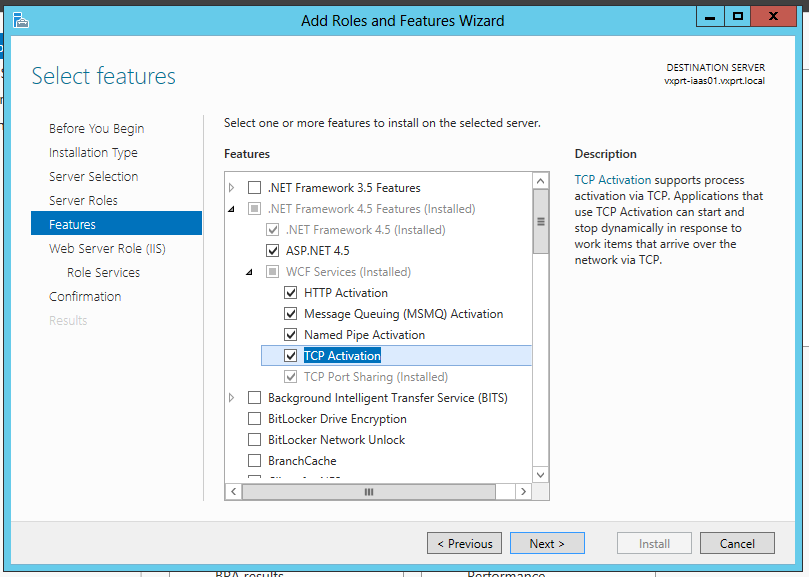 Add Roles and Features Wizard
Select features
DESTINATION SERVER
vxprt-iaas01.vxprt.local
Before You Begin
Installation Type
Server Selection
Server Roles
Features
Web Server Role (IIS)
Role Services
Confirmation
Results
Select one or more features to install on the selected server.
Features
.NET Framework 3.5 Features
.NET Framework 4.5 Features (Installed)
.NET Framework 4.5 (Installed)
ASP.NET 4.5
WCF Services (Installed)
HTTP Activation
Message Queuing (MSMQ) Activation
Named Pipe Activation
TCP Activation
TCP Port Sharing (Installed)
Background Intelligent Transfer Service (BITS)
BitLocker Drive Encryption
BitLocker Network Unlock
BranchCache
Description
TCP Activation supports process
activation via TCP. Applications that
use TCP Activation can start and
stop dynamically in response to
work items that arrive over the
network via TCP.
< Previous
Next >
Install
Cancel
BPA results
Performance